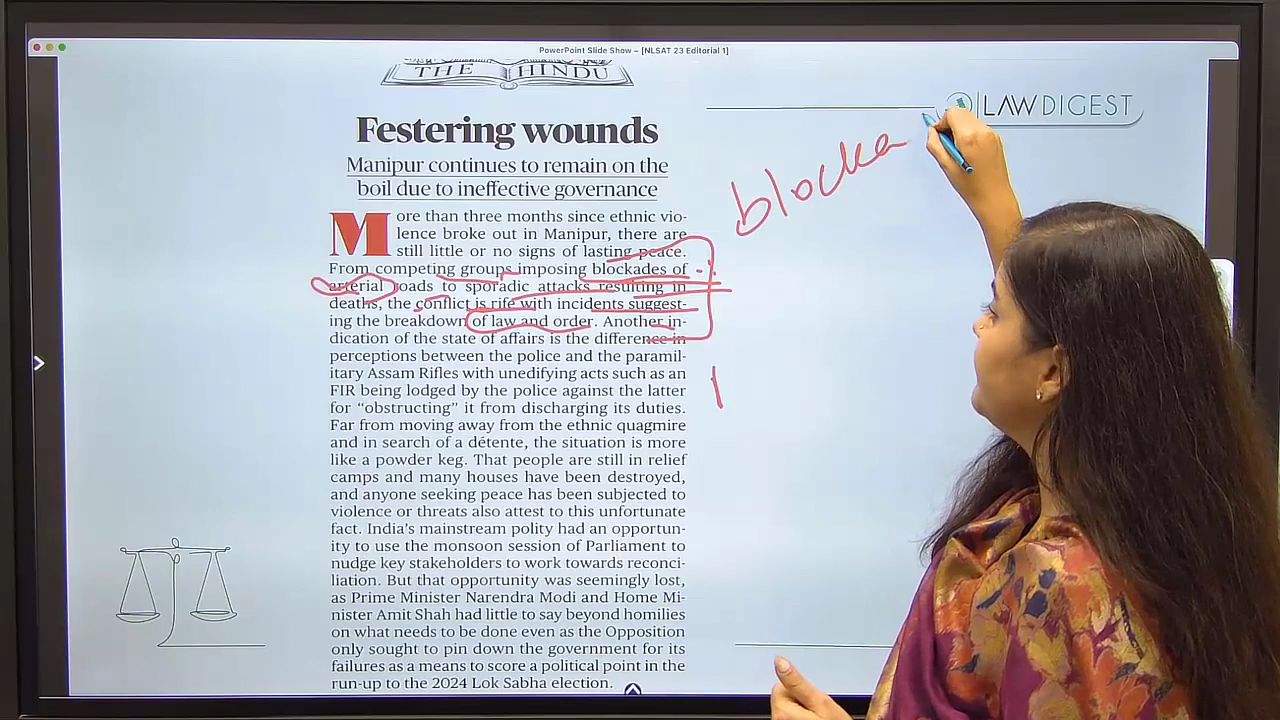 PowerPoint Slide Show – [NLSAT 23 Editorial 1]
THE HINDU
LAWDIGEST
Festering wounds
Manipur continues to remain on the
boil due to ineffective governance
More than three months since ethnic vio-
lence broke out in Manipur, there are
still little or no signs of lasting peace.
From competing groups imposing blockades of
arterial roads to sporadic attacks resulting in
deaths, the conflict is rife with incidents suggest-
ing the breakdown of law and order. Another in-
dication of the state of affairs is the difference in
perceptions between the police and the paramil-
itary Assam Rifles with unedifying acts such as an
FIR being lodged by the police against the latter
for “obstructing” it from discharging its duties.
Far from moving away from the ethnic quagmire
and in search of a détente, the situation is more
like a powder keg. That people are still in relief
camps and many houses have been destroyed,
and anyone seeking peace has been subjected to
violence or threats also attest to this unfortunate
fact. India’s mainstream polity had an opportun-
ity to use the monsoon session of Parliament to
nudge key stakeholders to work towards reconci-
liation. But that opportunity was seemingly lost,
as Prime Minister Narendra Modi and Home Mi-
nister Amit Shah had little to say beyond homilies
on what needs to be done even as the Opposition
only sought to pin down the government for its
failures as a means to score a political point in the
run-up to the 2024 Lok Sabha election.
blocka